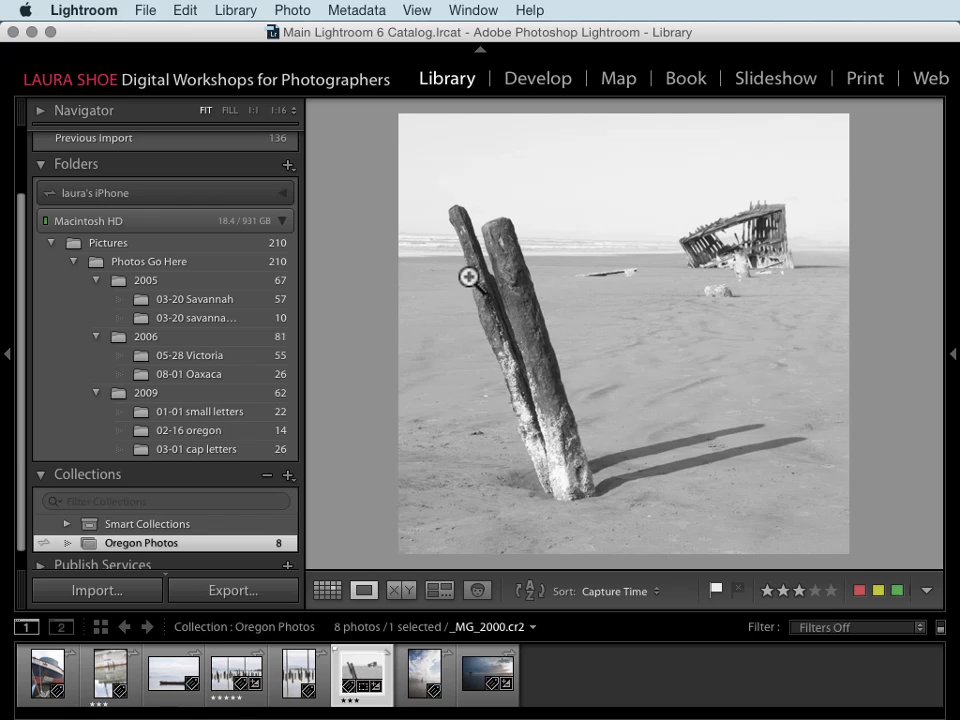 Lightroom File Edit Library Photo Metadata View Window Help
Main Lightroom 6 Catalog.lrcat - Adobe Photoshop Lightroom - Library
LAURA SHOE Digital Workshops for Photographers
Library | Develop | Map | Book | Slideshow | Print | Web
Navigator FIT FILL 1:1 1:16
Previous Import 136
Folders
laura's iPhone
Macintosh HD 18.4 / 931 GB
Pictures 210
Photos Go Here 210
2005 67
03-20 Savannah 57
03-20 savanna... 10
2006 81
05-28 Victoria 55
08-01 Oaxaca 26
2009 62
01-01 small letters 22
02-16 oregon 14
03-01 cap letters 26
Collections
Filter Collections
Smart Collections
Oregon Photos 8
Publish Services
Import... Export...
X Y
A Z Sort: Capture Time
1 2 Collection : Oregon Photos 8 photos / 1 selected / _MG_2000.cr2 Filter : Filters Off